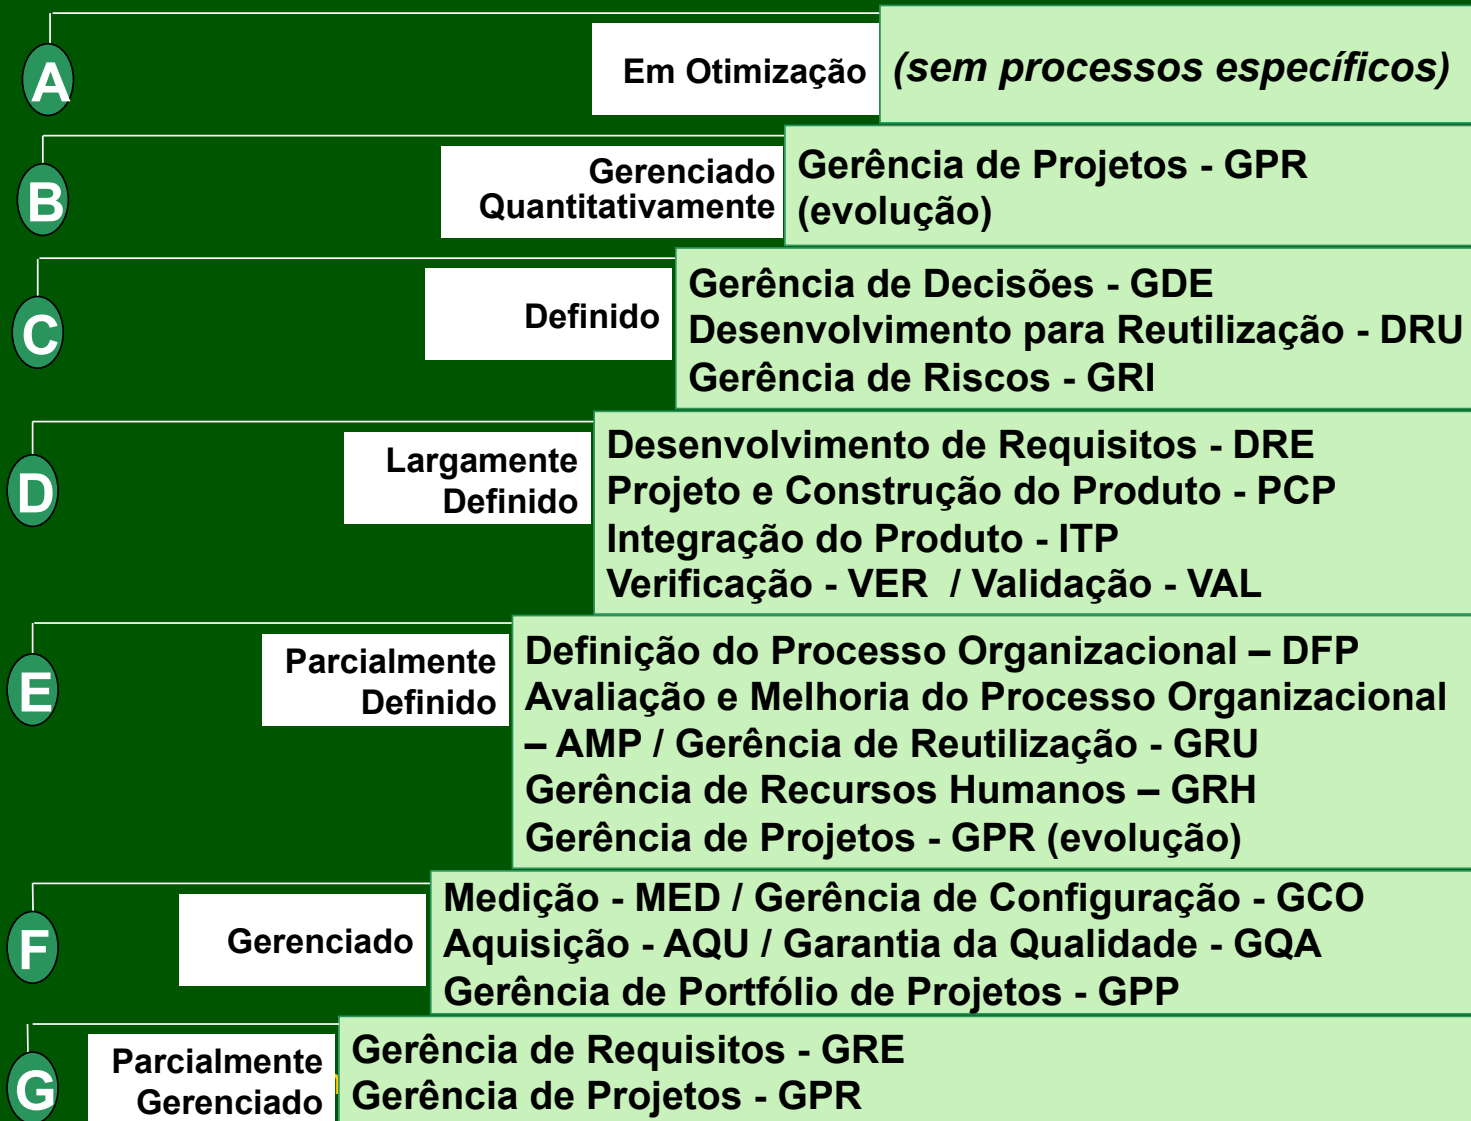 A
Em Otimização
(sem processos específicos)
B
Gerenciado
Quantitativamente
Gerência de Projetos - GPR
(evolução)
C
Definido
Gerência de Decisões - GDE
Desenvolvimento para Reutilização - DRU
Gerência de Riscos - GRI
D
Largamente
Definido
Desenvolvimento de Requisitos - DRE
Projeto e Construção do Produto - PCP
Integração do Produto - ITP
Verificação - VER / Validação - VAL
E
Parcialmente
Definido
Definição do Processo Organizacional – DFP
Avaliação e Melhoria do Processo Organizacional
– AMP / Gerência de Reutilização - GRU
Gerência de Recursos Humanos – GRH
Gerência de Projetos - GPR (evolução)
F
Gerenciado
Medição - MED / Gerência de Configuração - GCO
Aquisição - AQU / Garantia da Qualidade - GQA
Gerência de Portfólio de Projetos - GPP
G
Parcialmente
Gerenciado
Gerência de Requisitos - GRE
Gerência de Projetos - GPR